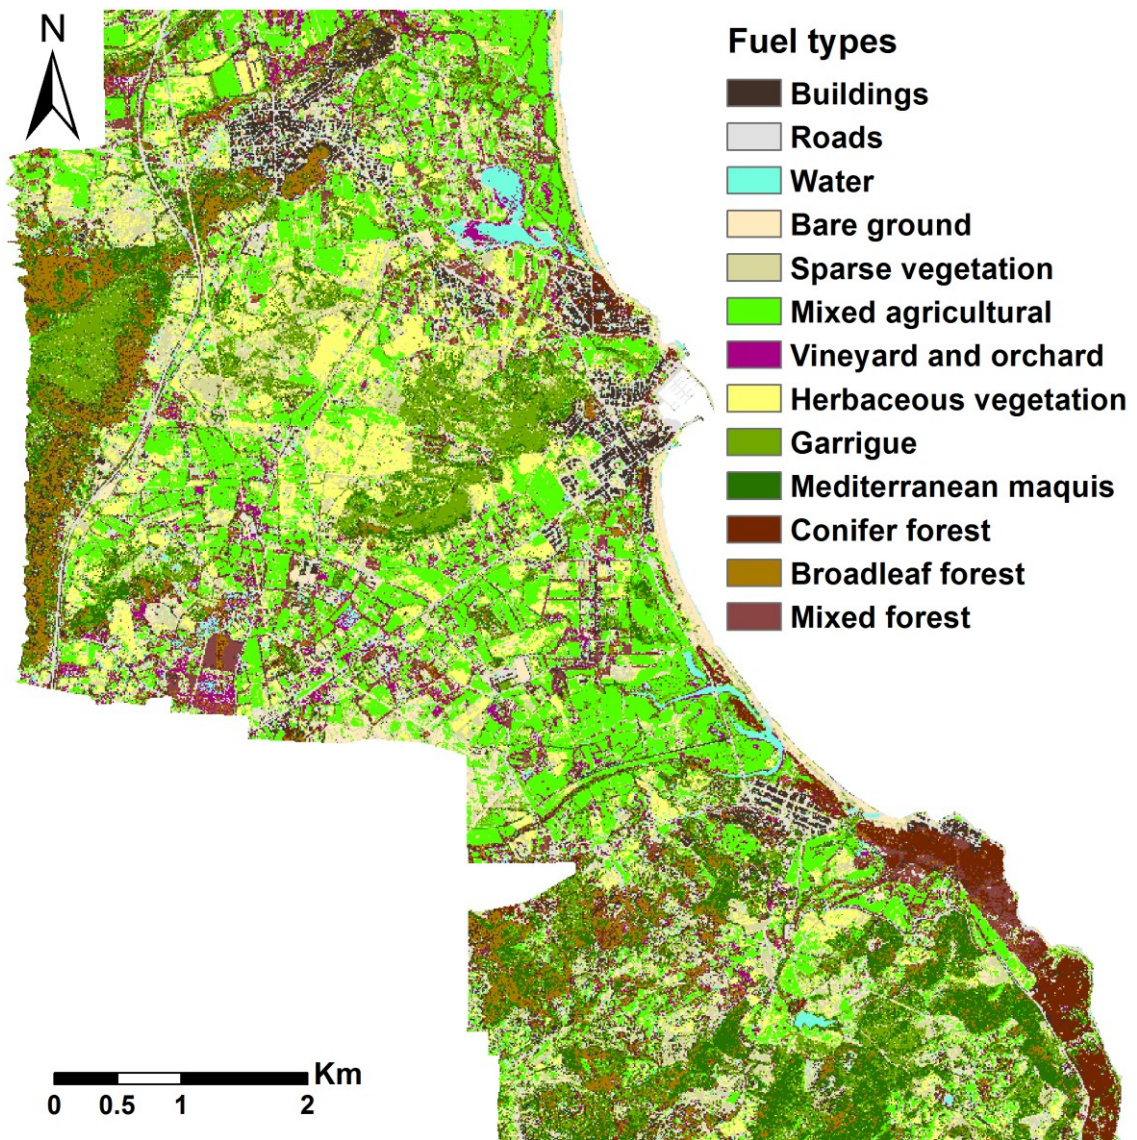 N
Fuel types
Buildings
Roads
Water
Bare ground
Sparse vegetation
Mixed agricultural
Vineyard and orchard
Herbaceous vegetation
Garrigue
Mediterranean maquis
Conifer forest
Broadleaf forest
Mixed forest
Km
0 0.5 1 2